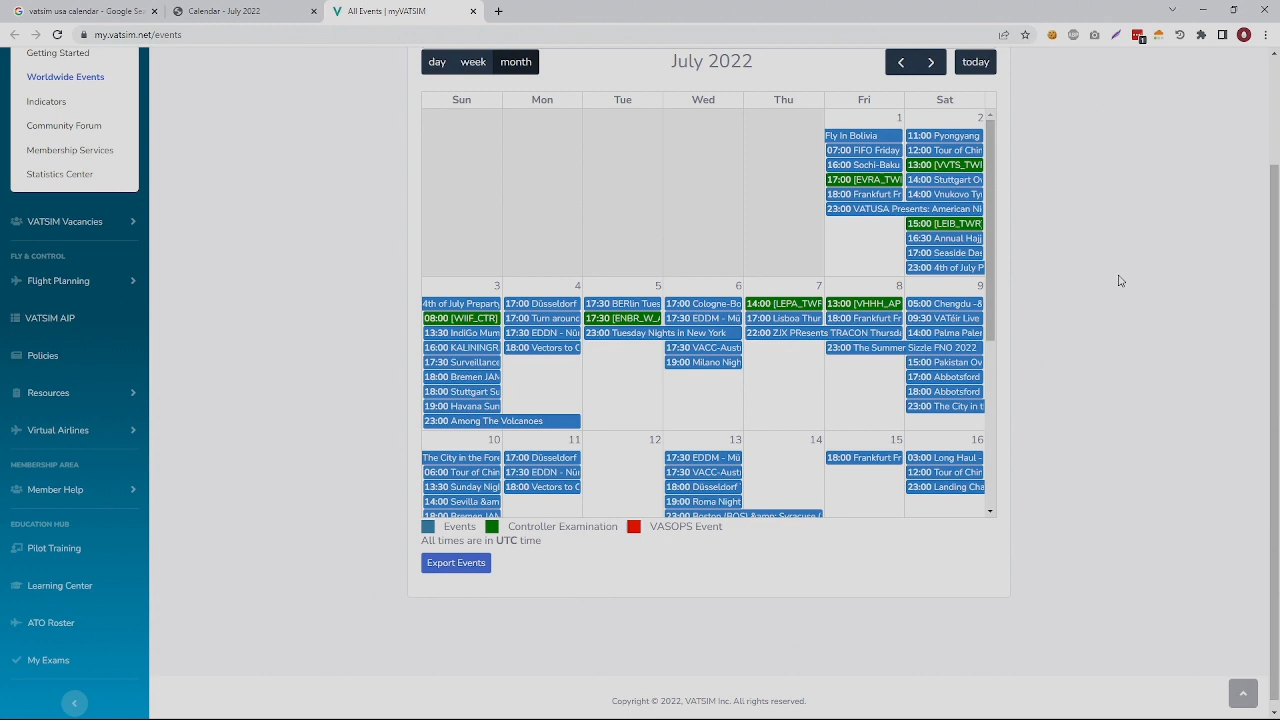 vatsim calendar - Google Sea
Calendar - July 2022
All Events | myVATSIM
my.vatsim.net/events
Getting Started
Worldwide Events
Indicators
Community Forum
Membership Services
Statistics Center
VATSIM Vacancies
FLY & CONTROL
Flight Planning
VATSIM AIP
Policies
Resources
Virtual Airlines
MEMBERSHIP AREA
Member Help
EDUCATION HUB
Pilot Training
Learning Center
ATO Roster
My Exams
day week month
July 2022
today
Sun Mon Tue Wed Thu Fri Sat
1
Fly In Bolivia
07:00 FIFO Friday
16:00 Sochi-Baku
17:00 [EVRA_TWI
18:00 Frankfurt Fr
23:00 VATUSA Presents: American Ni
2
11:00 Pyongyang
12:00 Tour of Chin
13:00 [VVTS_TWI
14:00 Stuttgart Ov
14:00 Vnukovo Ty
15:00 [LEIB_TWR]
16:30 Annual Hajj
17:00 Seaside Das
23:00 4th of July P
3
4th of July Preparty
08:00 [WIIF_CTR]
13:30 IndiGo Mum
16:00 KALININGR
17:30 Surveillance
18:00 Bremen JAM
18:00 Stuttgart Su
19:00 Havana Sun
23:00 Among The Volcanoes
4
17:00 Düsseldorf
17:00 Turn around
17:30 EDDN - Nür
18:00 Vectors to C
5
17:30 BERlin Tues
17:30 [ENBR_W_A
23:00 Tuesday Nights in New York
6
17:00 Cologne-Bo
17:30 EDDM - Mü
17:30 VACC-Aust
19:00 Milano Nigh
7
14:00 [LEPA_TWF
17:00 Lisboa Thur
22:00 ZJX PResents TRACON Thursda
8
13:00 [VHHH_AP
18:00 Frankfurt Fr
23:00 The Summer Sizzle FNO 2022
9
05:00 Chengdu -8
09:30 VATéir Live
14:00 Palma Paler
15:00 Pakistan Ov
17:00 Abbotsford
18:00 Abbotsford
23:00 The City in t
10
The City in the Fore
06:00 Tour of Chin
13:30 Sunday Nigl
14:00 Sevilla &am
18:00 Bremen JAM
11
17:00 Düsseldorf
17:30 EDDN - Nür
18:00 Vectors to C
12
13
17:30 EDDM - Mü
17:30 VACC-Aust
18:00 Düsseldorf
19:00 Roma Night
23:00 Boston (BOS) &amp; Syracuse (
14
15
18:00 Frankfurt Fr
16
03:00 Long Haul -
12:00 Tour of Chin
23:00 Landing Cha
Events Controller Examination VASOPS Event
All times are in UTC time
Export Events
Copyright © 2022, VATSIM Inc. All rights reserved.